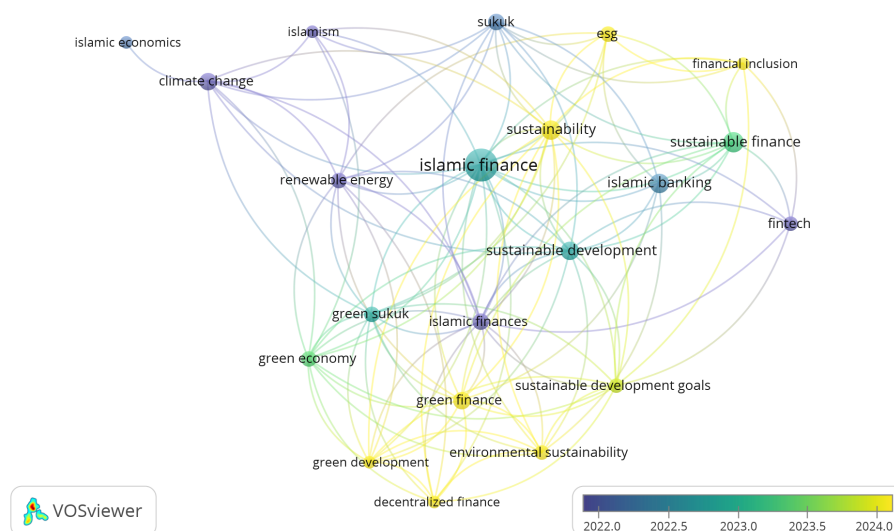 sukuk
islamism
esg
islamic economics
financial inclusion
climate change
sustainability
sustainable finance
islamic finance
renewable energy
islamic banking
fintech
sustainable development
green sukuk
islamic finances
green economy
sustainable development goals
green finance
environmental sustainability
green development
decentralized finance
VOSviewer
2022.0 2022.5 2023.0 2023.5 2024.0